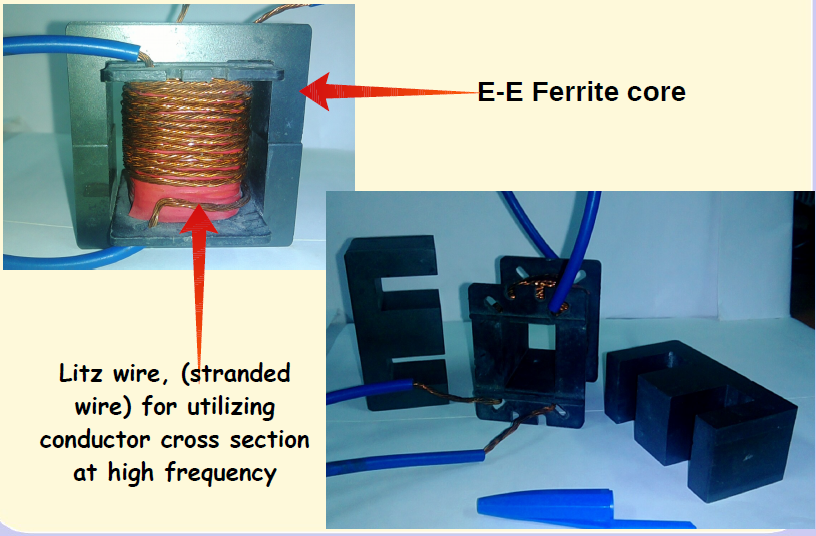 E-E Ferrite core
Litz wire, (stranded
wire) for utilizing
conductor cross section
at high frequency